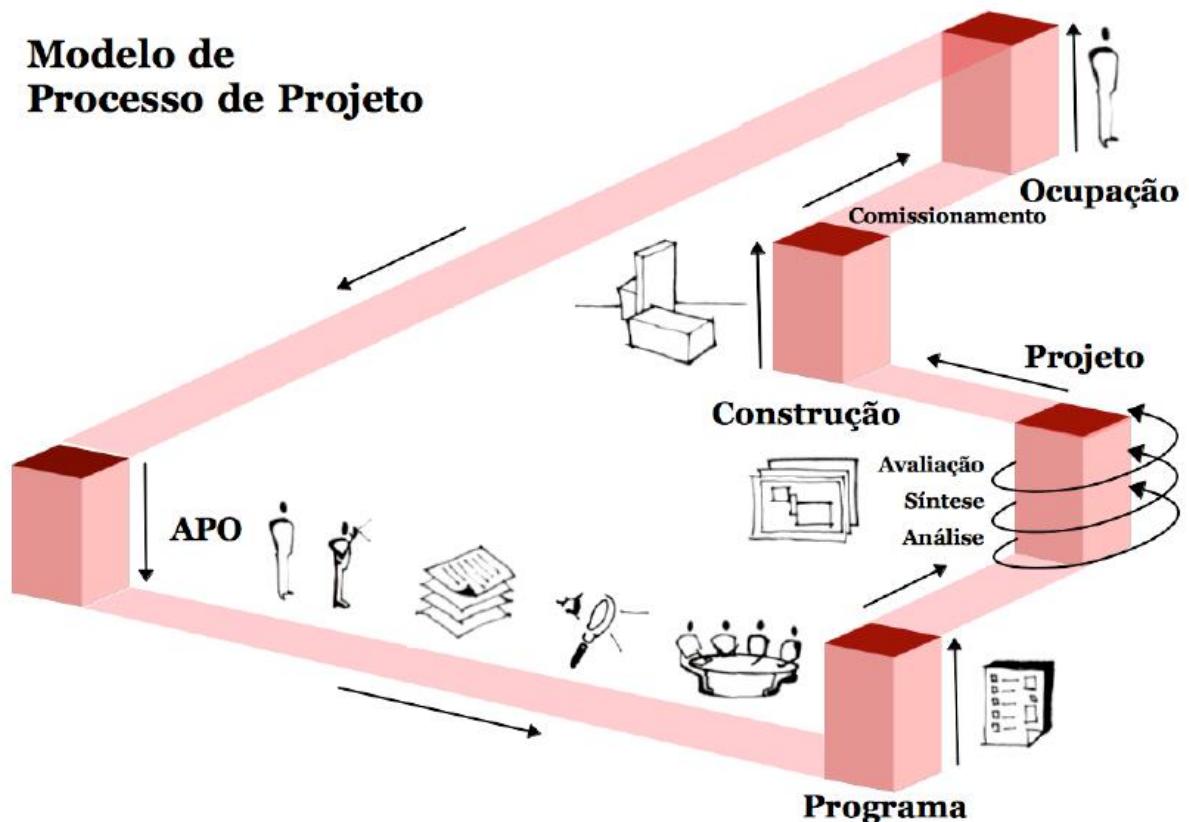 Modelo de
Processo de Projeto
Ocupação
Comissionamento
Projeto
Construção
Avaliação
Síntese
Análise
APO
Programa